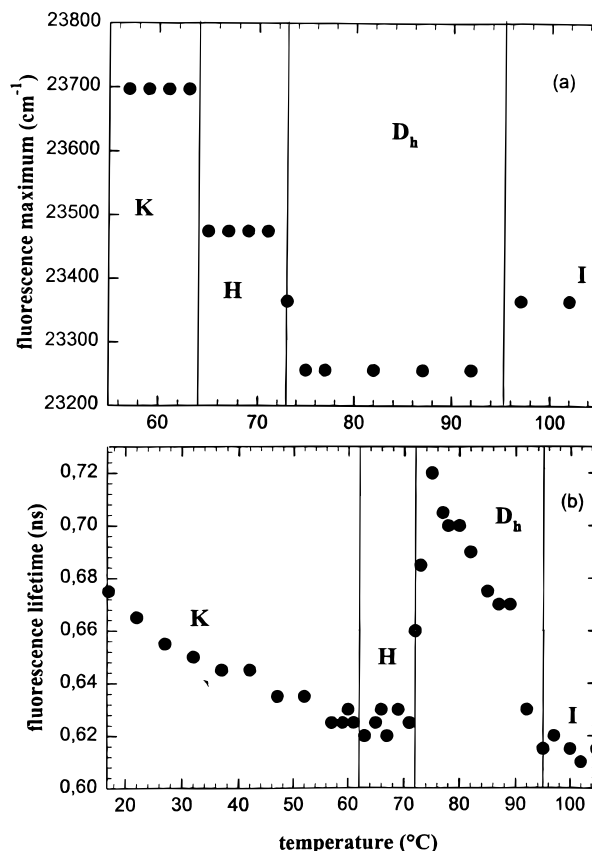 23800
23700
23600
23500
23400
23300
23200
fluorescence maximum (cm-1)
(a)
Dh
K
H
I
60 70 80 90 100
0,72
0,70
0,68
0,66
0,64
0,62
0,60
fluorescence lifetime (ns)
(b)
Dh
K
H
I
20 30 40 50 60 70 80 90 100
temperature (°C)